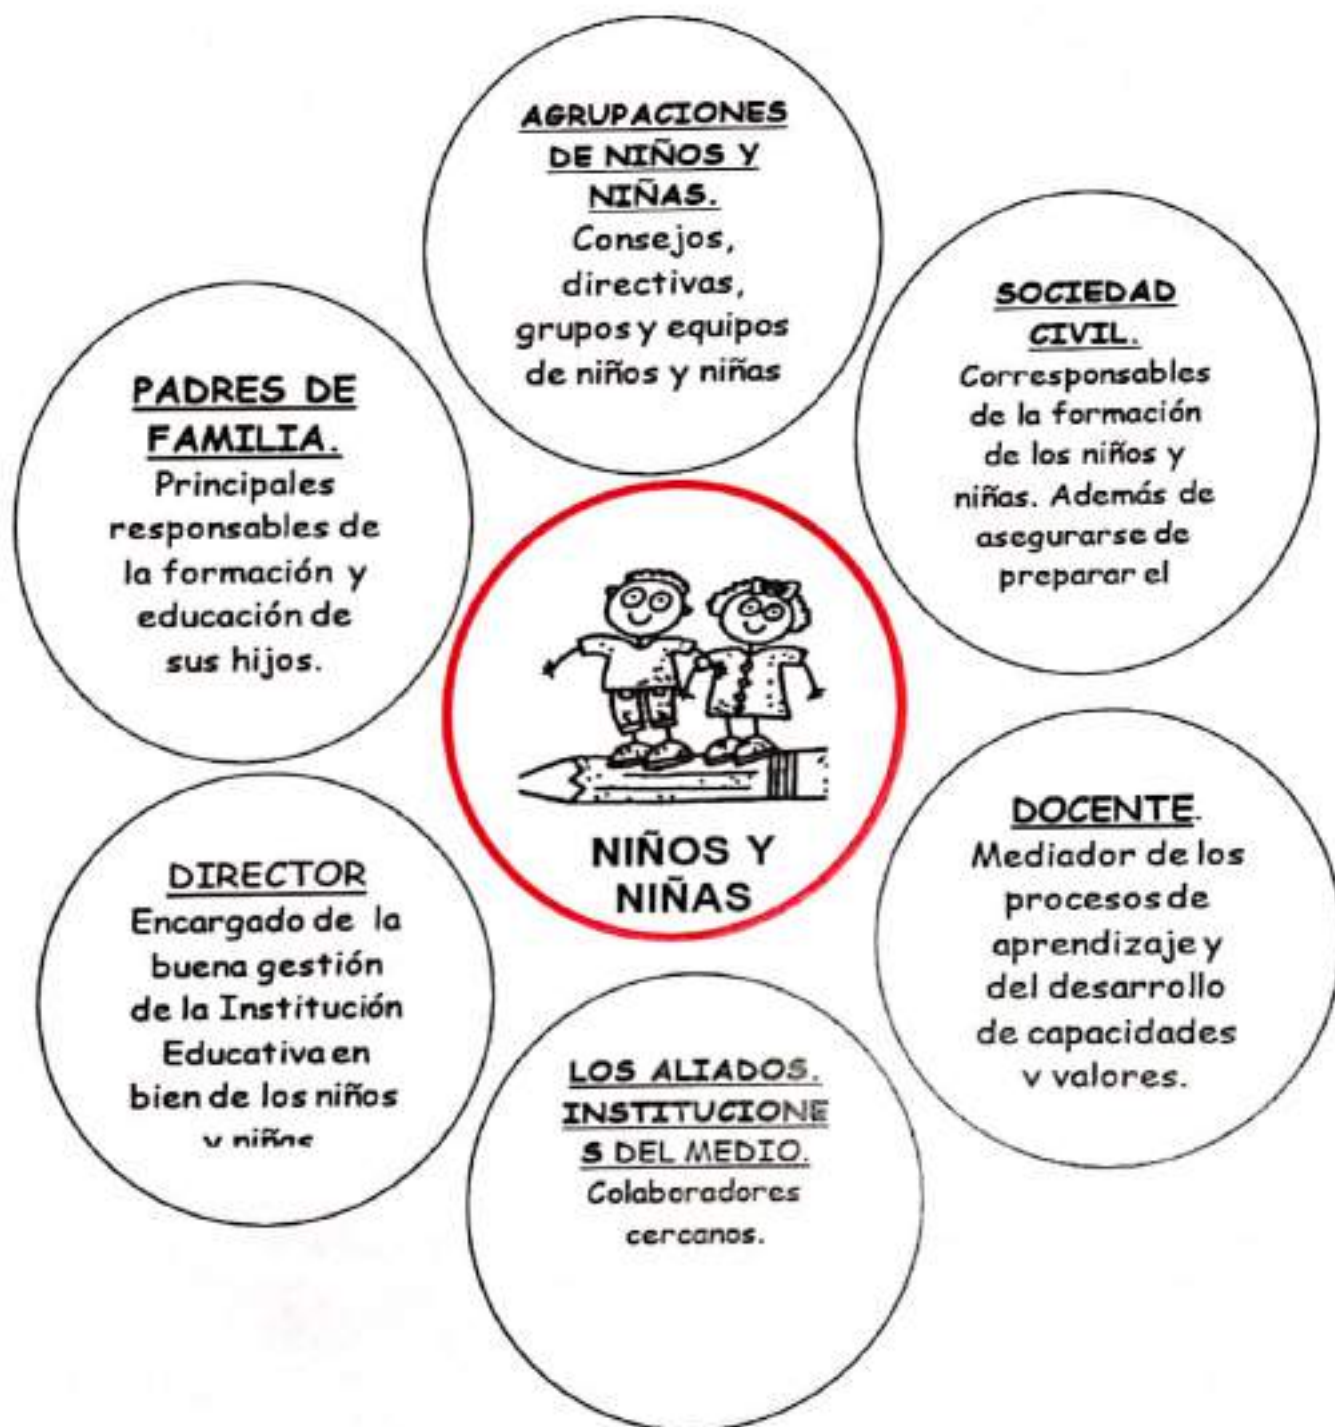 AGRUPACIONES
DE NIÑOS Y
NIÑAS.
Consejos,
directivas,
grupos y equipos
de niños y niñas
SOCIEDAD
CIVIL.
Corresponsables
de la formación
de los niños y
niñas. Además de
asegurarse de
preparar el
PADRES DE
FAMILIA.
Principales
responsables de
la formación y
educación de
sus hijos.
NIÑOS Y
NIÑAS
DOCENTE.
Mediador de los
procesos de
aprendizaje y
del desarrollo
de capacidades
y valores.
DIRECTOR
Encargado de la
buena gestión
de la Institución
Educativa en
bien de los niños
y niñas
LOS ALIADOS.
INSTITUCIONE
S DEL MEDIO.
Colaboradores
cercanos.